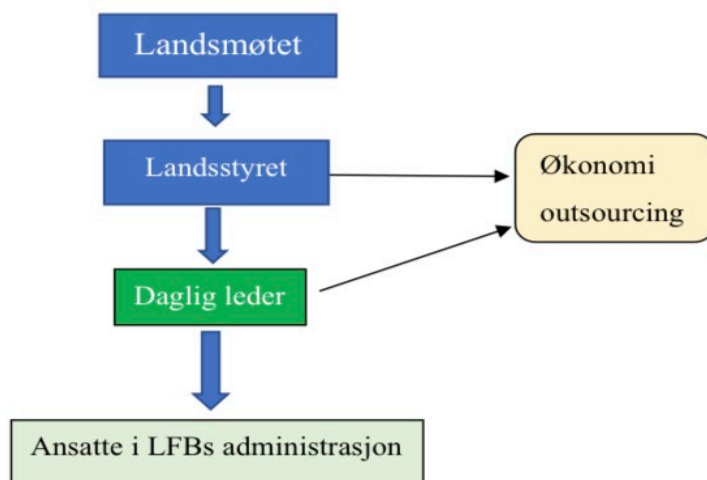 Landsmøtet
Landsstyret
Økonomi
outsourcing
Daglig leder
Ansatte i LFBs administrasjon